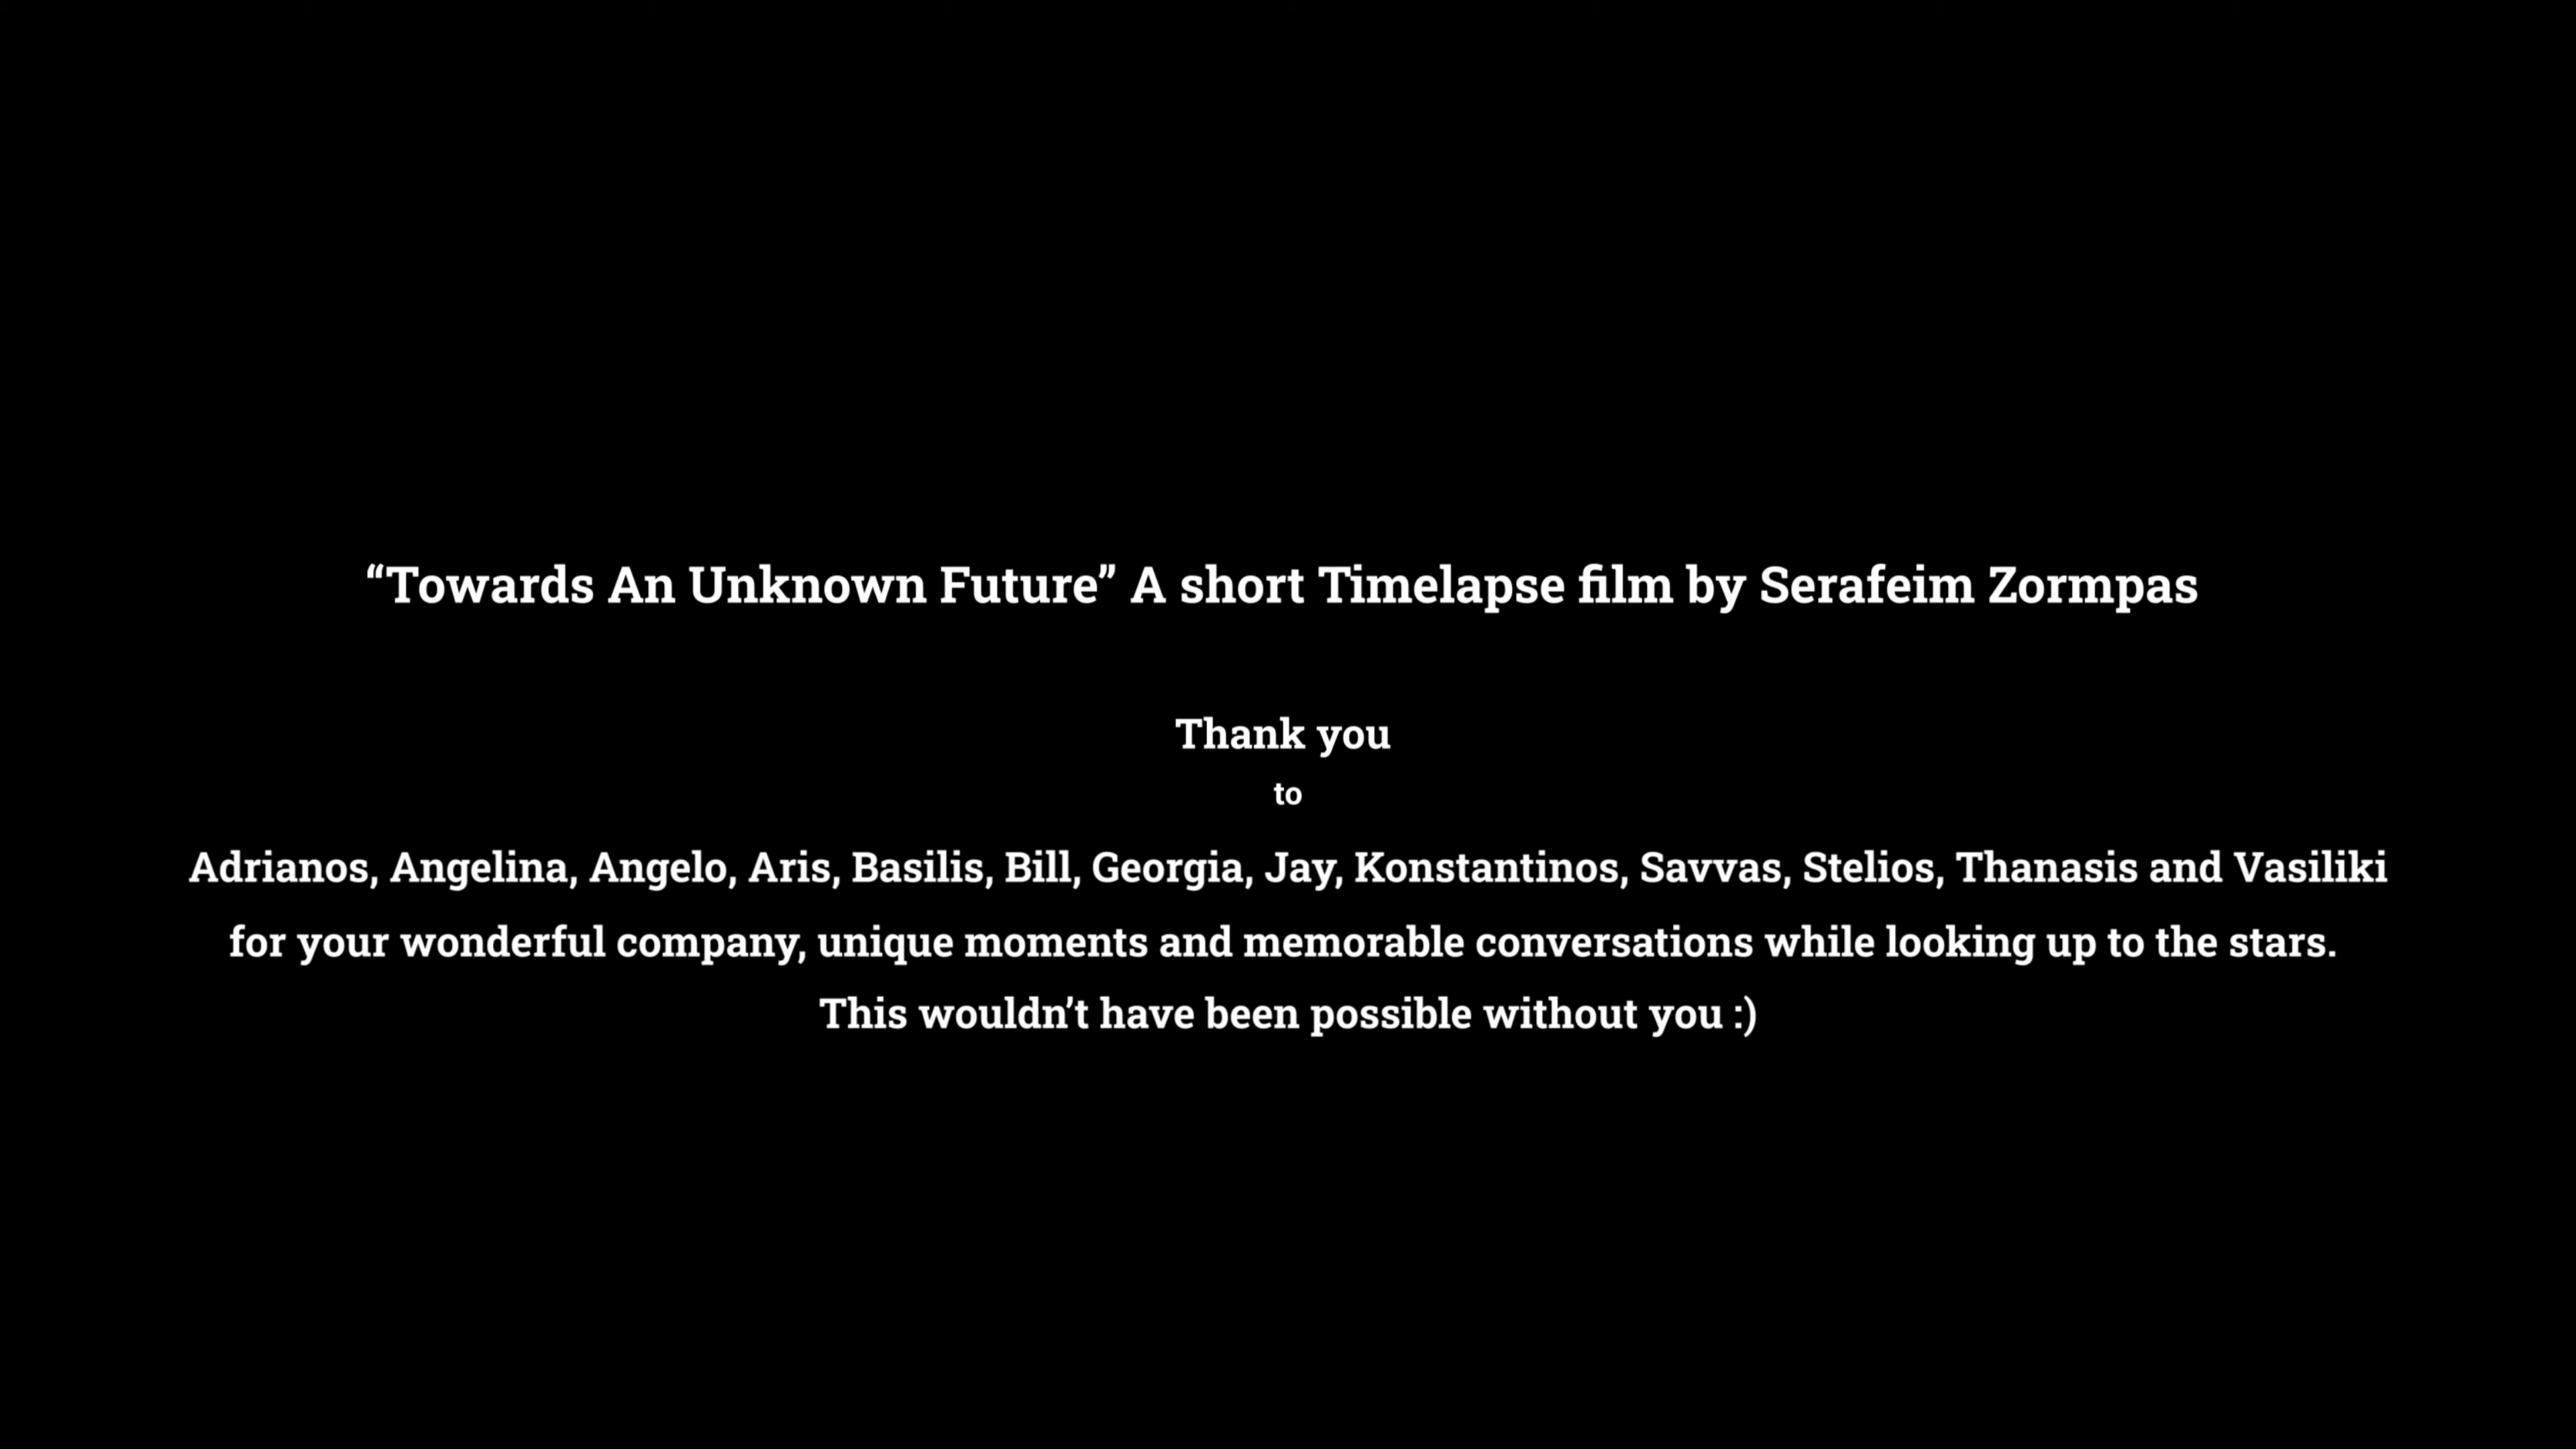 “Towards An Unknown Future” A short Timelapse film by Serafeim Zormpas
Thank you
to
Adrianos, Angelina, Angelo, Aris, Basilis, Bill, Georgia, Jay, Konstantinos, Savvas, Stelios, Thanasis and Vasiliki
for your wonderful company, unique moments and memorable conversations while looking up to the stars.
This wouldn’t have been possible without you :)